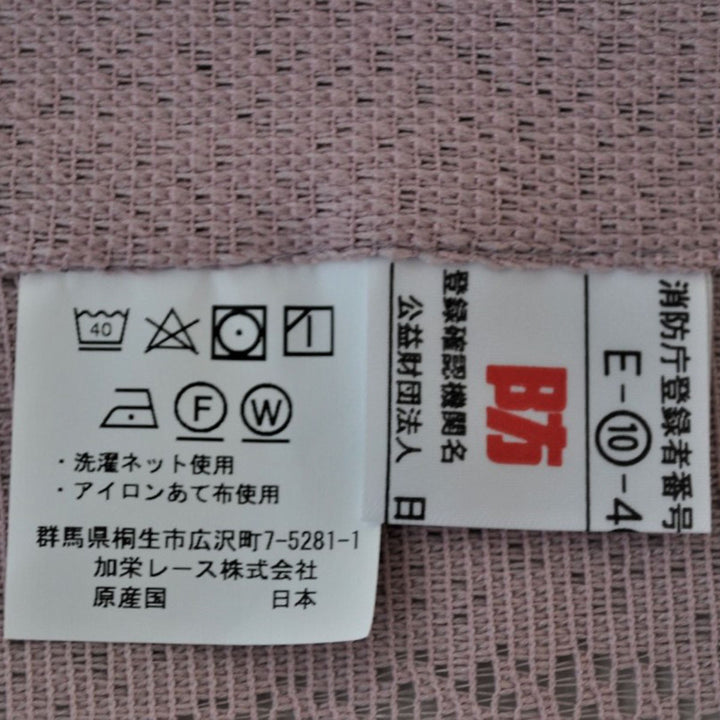 40
F W
・洗濯ネット使用
・アイロンあて布使用
群馬県桐生市広沢町7-5281-1
加栄レース株式会社
原産国 日本
消防庁登録者番号
E-⑩-4
防
登録確認機関名
公益財団法人 日